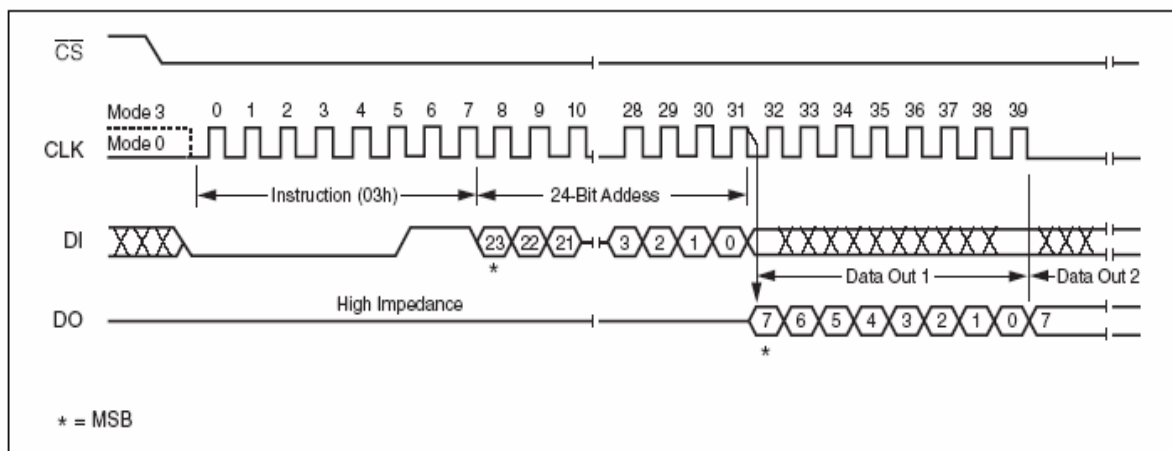 CS
Mode 3 0 1 2 3 4 5 6 7 8 9 10 28 29 30 31 32 33 34 35 36 37 38 39
Mode 0
CLK
Instruction (03h) 24-Bit Addess
DI 23 22 21 3 2 1 0
* Data Out 1 Data Out 2
High Impedance
DO 7 6 5 4 3 2 1 0 7
*
* = MSB